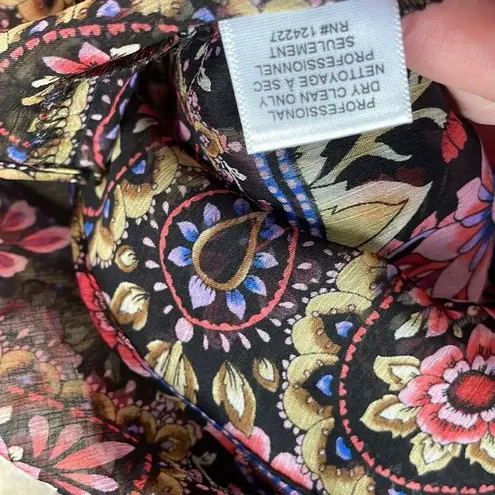 PROFESSIONAL
DRY CLEAN ONLY
NETTOYAGE À SEC
PROFESSIONNEL
SEULEMENT
RN# 124227